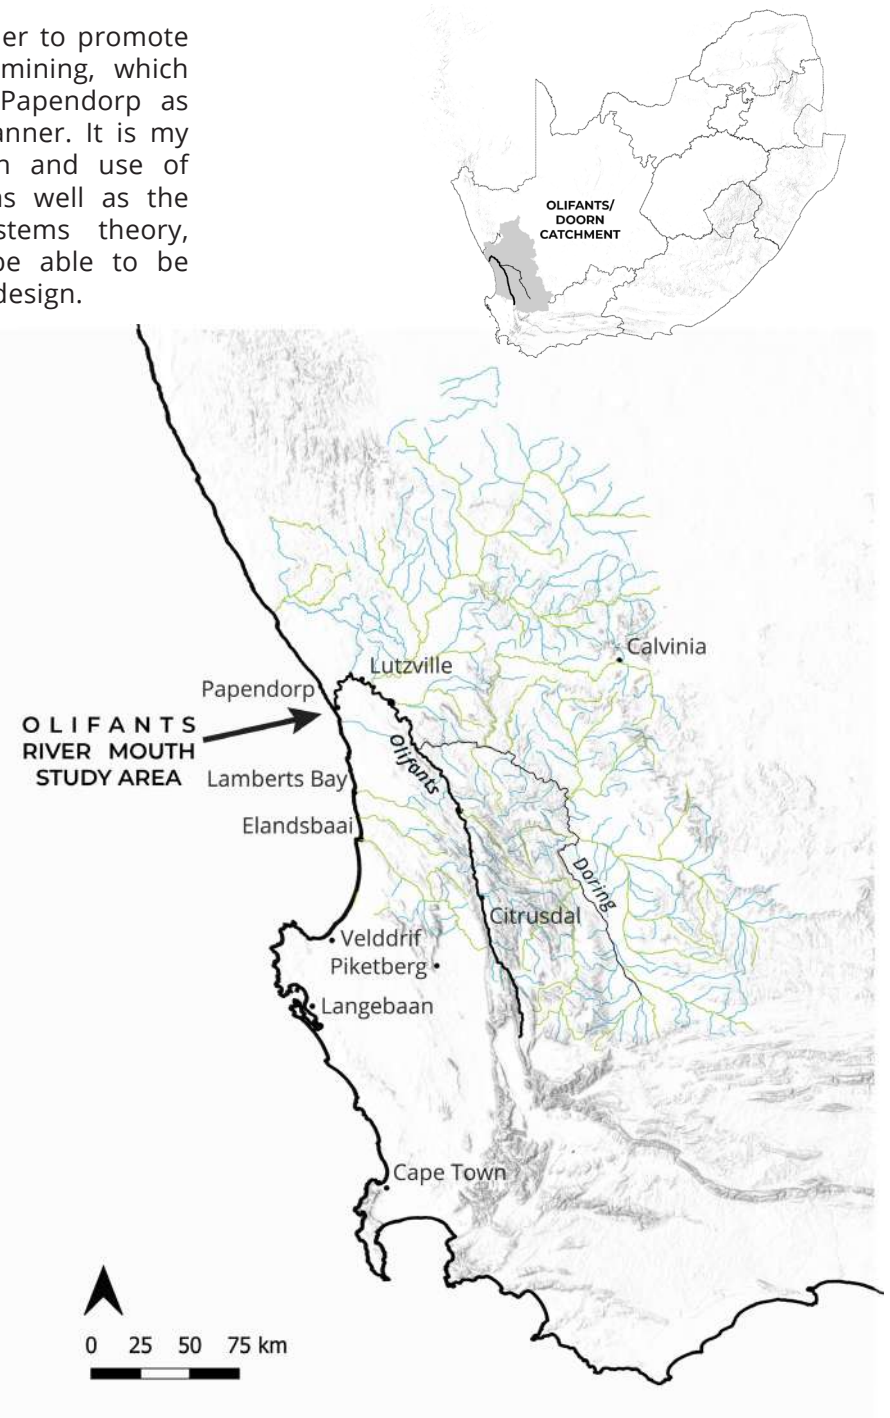 er to promote
mining, which
Papendorp as
anner. It is my
and use of
as well as the
stems theory,
be able to be
design.
OLIFANTS/
DOORN
CATCHMENT
Calvinia
Lutzville
Papendorp
OLIFANTS
RIVER MOUTH
STUDY AREA
Olifants
Lamberts Bay
Elandsbaai
Doring
Citrusdal
Velddrif
Piketberg
Langebaan
Cape Town
0 25 50 75 km